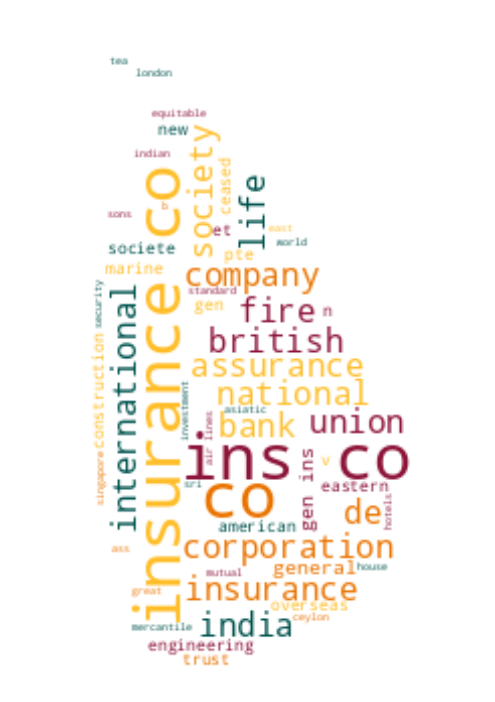 tea
london
equitable
new
society
indian
ceased
insurance co
life
b
sons
et
east
world
societe
pte
marine
company
security
international
standard
gen
fire
n
british
construction
assurance
national
investment
asiatic
air lines
bank
union
ins co
gen ins
v
singapore
sri
co
eastern
de
hotels
american
ass
corporation
general
house
mutual
great
insurance
overseas
mercantile
india
ceylon
engineering
trust